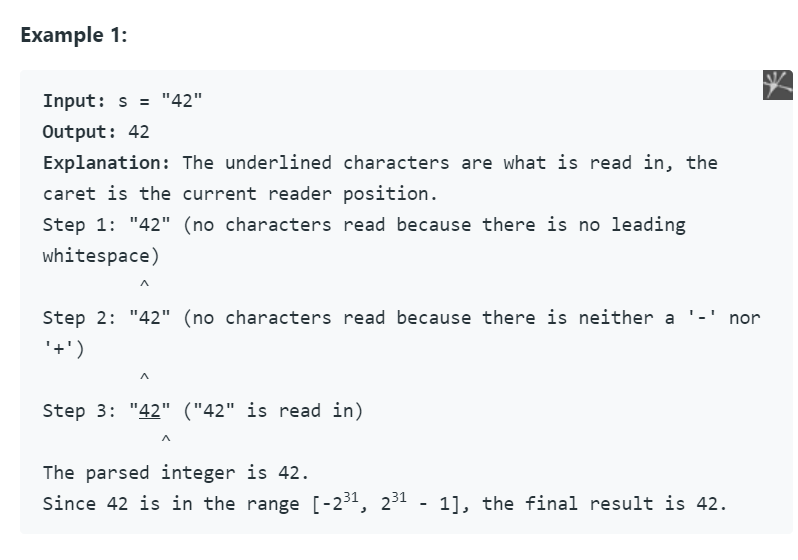 Example 1:
Input: s = "42"
Output: 42
Explanation: The underlined characters are what is read in, the
caret is the current reader position.
Step 1: "42" (no characters read because there is no leading
whitespace)
^
Step 2: "42" (no characters read because there is neither a '-' nor
'+')
^
Step 3: "42" ("42" is read in)
^
The parsed integer is 42.
Since 42 is in the range [-2³¹, 2³¹ - 1], the final result is 42.